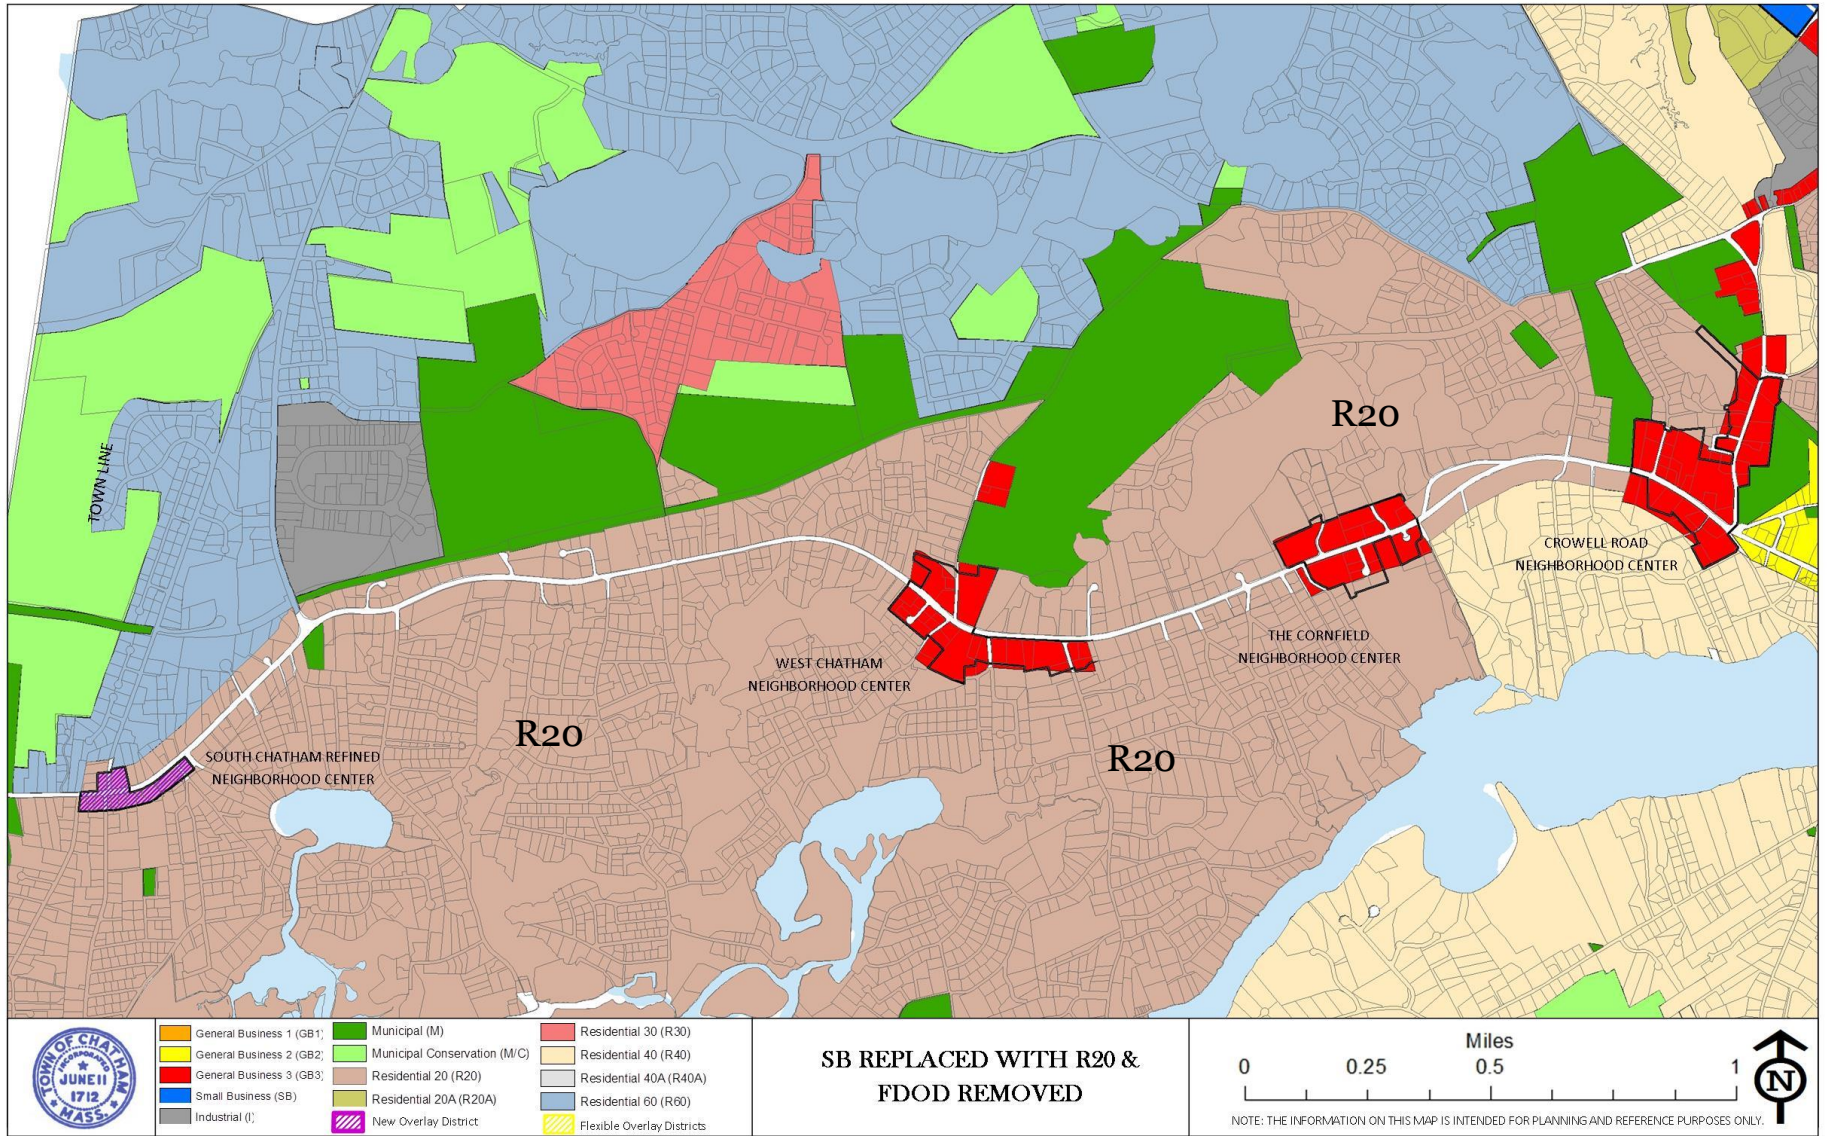 R20
TOWN LINE
CROWELL ROAD
NEIGHBORHOOD CENTER
THE CORNFIELD
NEIGHBORHOOD CENTER
WEST CHATHAM
NEIGHBORHOOD CENTER
R20
R20
SOUTH CHATHAM REFINED
NEIGHBORHOOD CENTER
TOWN OF CHATHAM
INCORPORATED
JUNE 11
1712
MASS.
General Business 1 (GB1)
General Business 2 (GB2)
General Business 3 (GB3)
Small Business (SB)
Industrial (I)
Municipal (M)
Municipal Conservation (M/C)
Residential 20 (R20)
Residential 20A (R20A)
New Overlay District
Residential 30 (R30)
Residential 40 (R40)
Residential 40A (R40A)
Residential 60 (R60)
Flexible Overlay Districts
SB REPLACED WITH R20 &
FDOD REMOVED
Miles
0 0.25 0.5 1
N
NOTE: THE INFORMATION ON THIS MAP IS INTENDED FOR PLANNING AND REFERENCE PURPOSES ONLY.